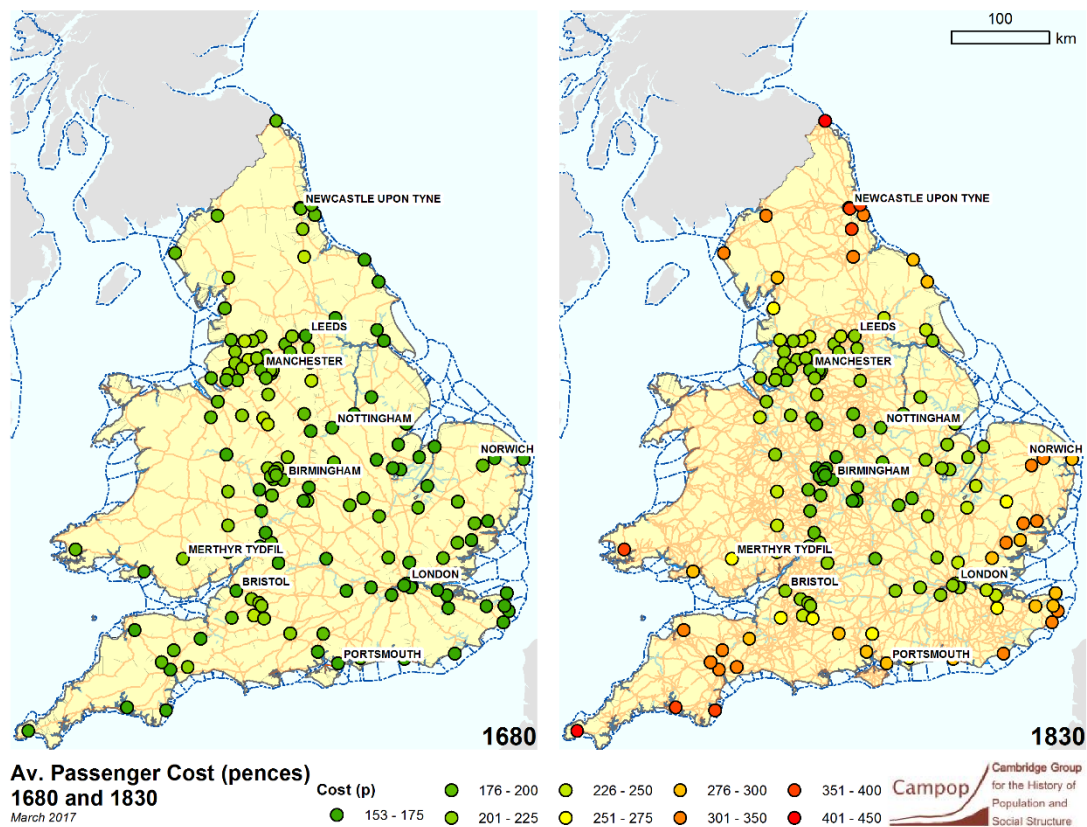 100
km
NEWCASTLE UPON TYNE
LEEDS
MANCHESTER
NOTTINGHAM
NORWICH
BIRMINGHAM
MERTHYR TYDFIL
LONDON
BRISTOL
PORTSMOUTH
1680
NEWCASTLE UPON TYNE
LEEDS
MANCHESTER
NOTTINGHAM
NORWICH
BIRMINGHAM
MERTHYR TYDFIL
LONDON
BRISTOL
PORTSMOUTH
1830
Av. Passenger Cost (pences)
1680 and 1830
March 2017
Cost (p)
153 - 175
176 - 200
201 - 225
226 - 250
251 - 275
276 - 300
301 - 350
351 - 400
401 - 450
Campop
Cambridge Group
for the History of
Population and
Social Structure